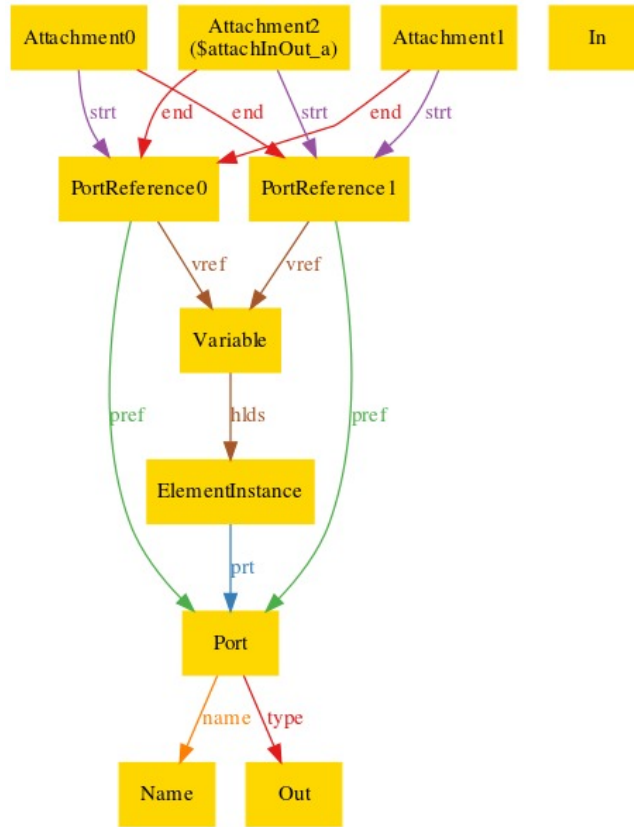 Attachment0
Attachment2
($attachInOut_a)
Attachment1
In
strt
end
end
strt
end
strt
PortReference0
PortReference1
vref
vref
Variable
pref
hlds
pref
ElementInstance
prt
Port
name
type
Name
Out